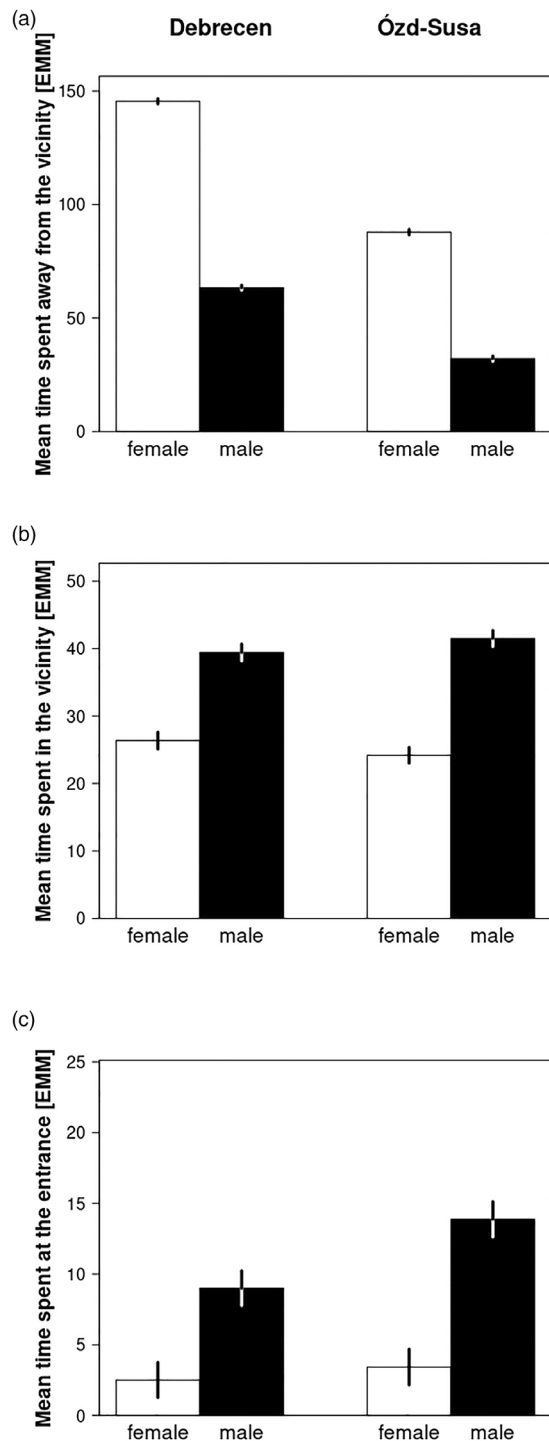 (a)
Debrecen Ózd-Susa
Mean time spent away from the vicinity [EMM]
150
100
50
0
female male female male
(b)
Mean time spent in the vicinity [EMM]
50
40
30
20
10
0
female male female male
(c)
Mean time spent at the entrance [EMM]
25
20
15
10
5
0
female male female male